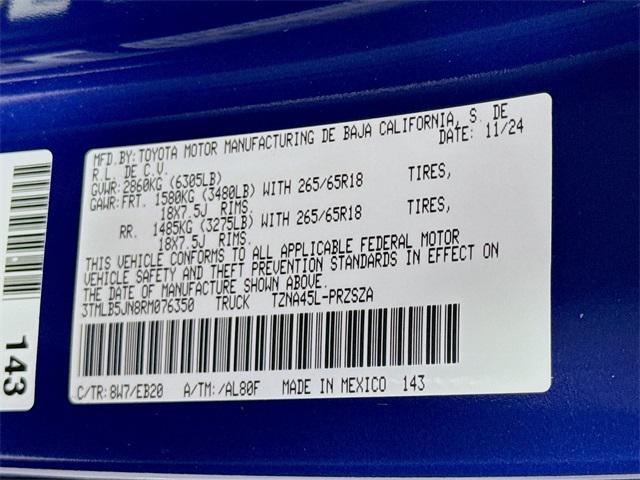 MFD.BY:TOYOTA MOTOR MANUFACTURING DE BAJA CALIFORNIA, S. DE
R.L. DE C.V. DATE: 11/24
GVWR:2860KG (6305LB)
GAWR:FRT. 1580KG (3480LB) WITH 265/65R18 TIRES,
18X7.5J RIMS.
RR. 1485KG (3275LB) WITH 265/65R18 TIRES,
18X7.5J RIMS.
THIS VEHICLE CONFORMS TO ALL APPLICABLE FEDERAL MOTOR
VEHICLE SAFETY AND THEFT PREVENTION STANDARDS IN EFFECT ON
THE DATE OF MANUFACTURE SHOWN ABOVE.
3TMLB5JN8RM076350 TRUCK TZNA45L-PRZSZA
C/TR:8W7/EB20 A/TM:/AL80F MADE IN MEXICO 143
143